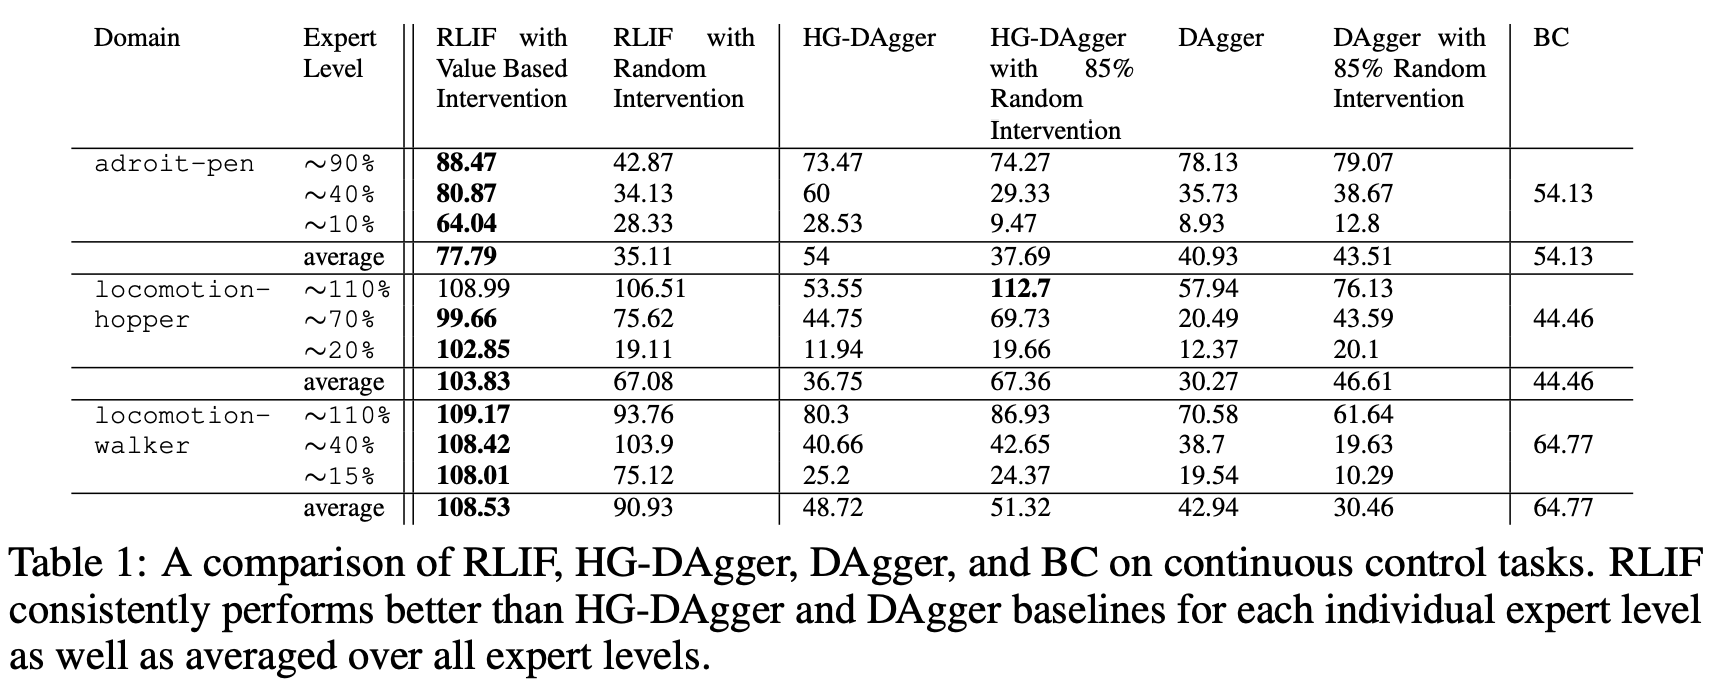 Domain Expert Level RLIF with Value Based Intervention RLIF with Random Intervention HG-DAgger HG-DAgger with 85% Random Intervention DAgger DAgger with 85% Random Intervention BC
adroit-pen ~90% 88.47 42.87 73.47 74.27 78.13 79.07
~40% 80.87 34.13 60 29.33 35.73 38.67 54.13
~10% 64.04 28.33 28.53 9.47 8.93 12.8
average 77.79 35.11 54 37.69 40.93 43.51 54.13
locomotion- ~110% 108.99 106.51 53.55 112.7 57.94 76.13
hopper ~70% 99.66 75.62 44.75 69.73 20.49 43.59 44.46
~20% 102.85 19.11 11.94 19.66 12.37 20.1
average 103.83 67.08 36.75 67.36 30.27 46.61 44.46
locomotion- ~110% 109.17 93.76 80.3 86.93 70.58 61.64
walker ~40% 108.42 103.9 40.66 42.65 38.7 19.63 64.77
~15% 108.01 75.12 25.2 24.37 19.54 10.29
average 108.53 90.93 48.72 51.32 42.94 30.46 64.77
Table 1: A comparison of RLIF, HG-DAgger, DAgger, and BC on continuous control tasks. RLIF
consistently performs better than HG-DAgger and DAgger baselines for each individual expert level
as well as averaged over all expert levels.